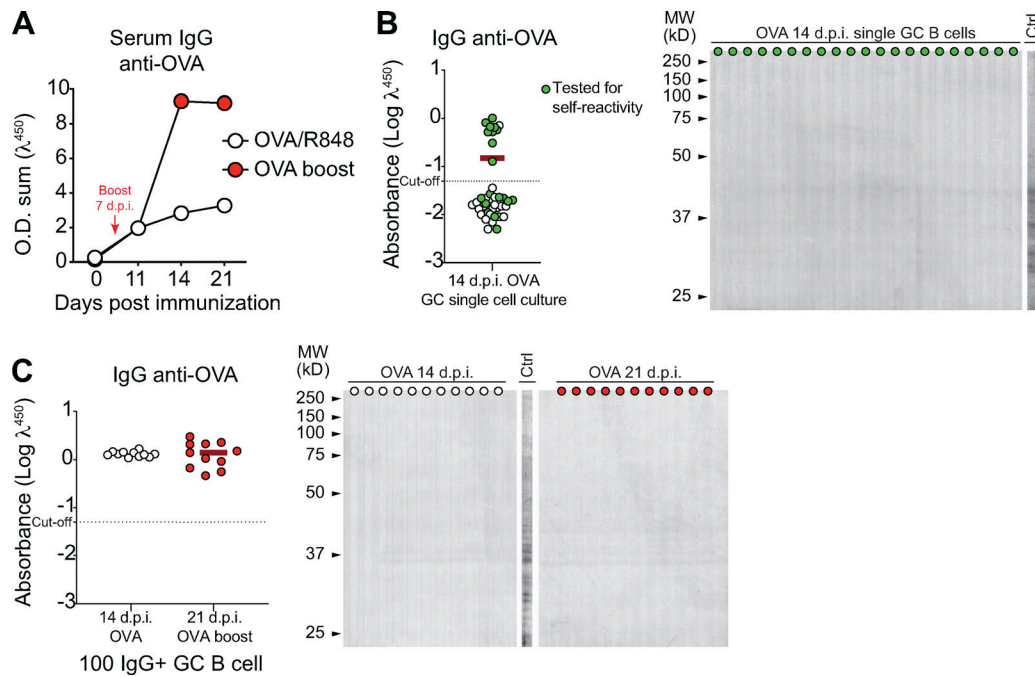 A
Serum IgG
anti-OVA
O.D. sum (λ⁴⁵⁰)
10
8
6
4
2
0
Boost
7 d.p.i.
OVA/R848
OVA boost
0
11
14
21
Days post immunization
B
IgG anti-OVA
Absorbance (Log λ⁴⁵⁰)
1
-0
-1
Cut-off
-2
-3
Tested for
self-reactivity
14 d.p.i. OVA
GC single cell culture
MW
(kD)
OVA 14 d.p.i. single GC B cells
Ctrl
250
150
100
75
50
37
25
C
IgG anti-OVA
Absorbance (Log λ⁴⁵⁰)
1
0
-1
Cut-off
-2
-3
14 d.p.i.
OVA
21 d.p.i.
OVA boost
100 IgG+ GC B cell
MW
(kD)
OVA 14 d.p.i.
Ctrl
OVA 21 d.p.i.
250
150
100
75
50
37
25